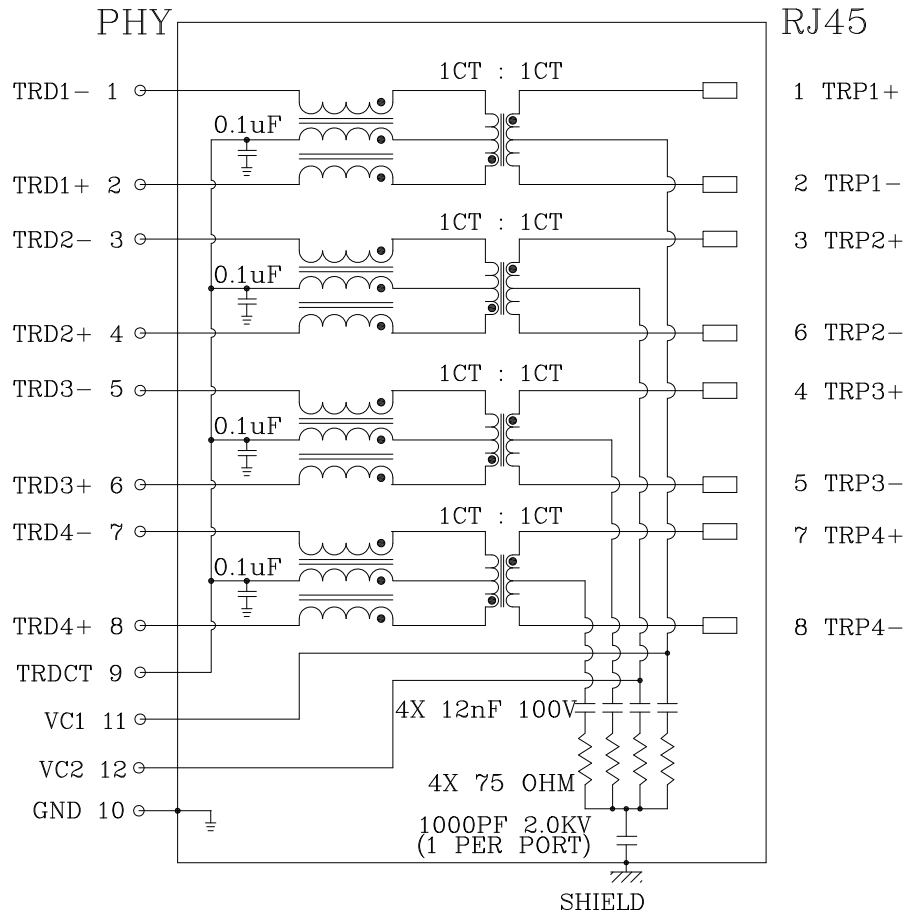 PHY RJ45
1CT : 1CT
TRD1- 1 1 TRP1+
0.1uF
TRD1+ 2 2 TRP1-
1CT : 1CT
TRD2- 3 3 TRP2+
0.1uF
TRD2+ 4 6 TRP2-
1CT : 1CT
TRD3- 5 4 TRP3+
0.1uF
TRD3+ 6 5 TRP3-
1CT : 1CT
TRD4- 7 7 TRP4+
0.1uF
TRD4+ 8 8 TRP4-
TRDCT 9
4X 12nF 100V
VC1 11
VC2 12
4X 75 OHM
GND 10
1000PF 2.0KV
(1 PER PORT)
SHIELD